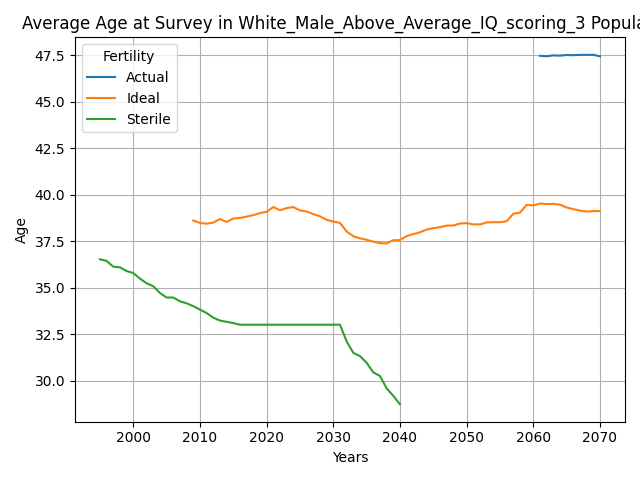 Average Age at Survey in White_Male_Above_Average_IQ_scoring_3 Popula
Fertility
Actual
Ideal
Sterile
47.5
45.0
42.5
40.0
37.5
35.0
32.5
30.0
Age
2000 2010 2020 2030 2040 2050 2060 2070
Years